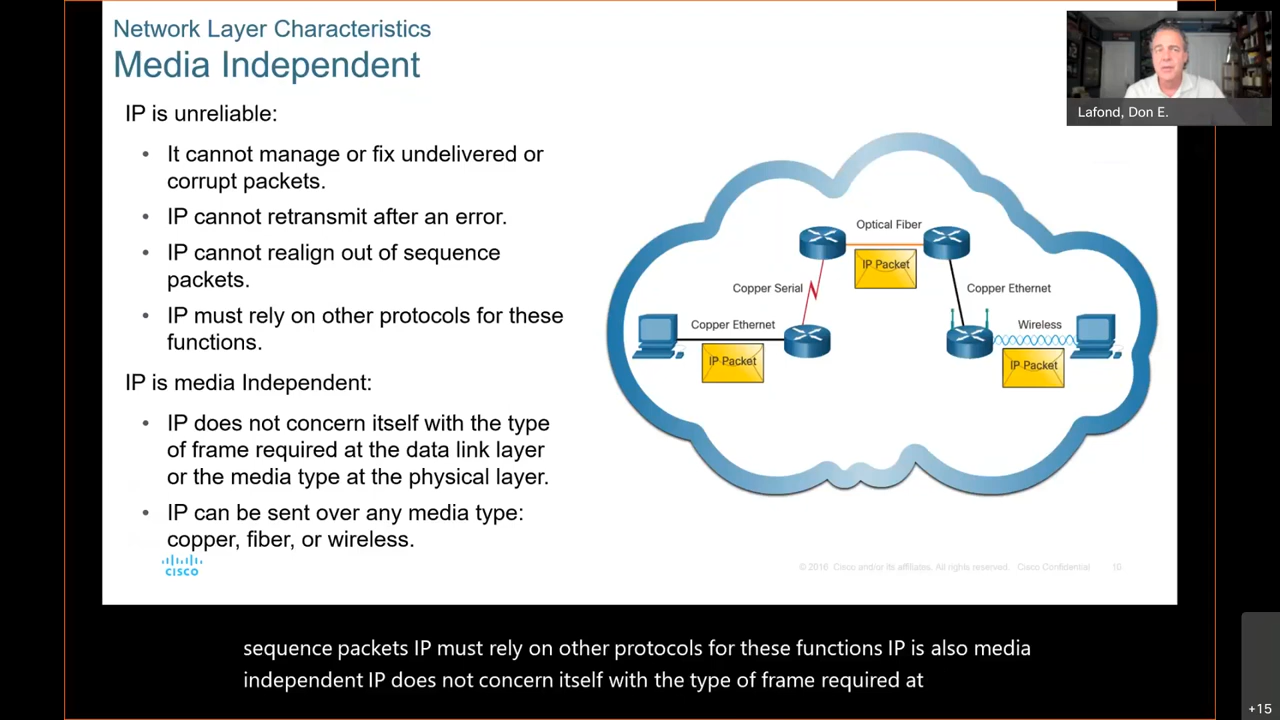 Network Layer Characteristics
Media Independent
IP is unreliable:
• It cannot manage or fix undelivered or
corrupt packets.
• IP cannot retransmit after an error.
• IP cannot realign out of sequence
packets.
• IP must rely on other protocols for these
functions.
IP is media Independent:
• IP does not concern itself with the type
of frame required at the data link layer
or the media type at the physical layer.
• IP can be sent over any media type:
copper, fiber, or wireless.
Optical Fiber
IP Packet
Copper Serial
Copper Ethernet
Copper Ethernet
Wireless
IP Packet
IP Packet
CISCO
© 2016 Cisco and/or its affiliates. All rights reserved. Cisco Confidential 10
Lafond, Don E.
sequence packets IP must rely on other protocols for these functions IP is also media
independent IP does not concern itself with the type of frame required at
+15